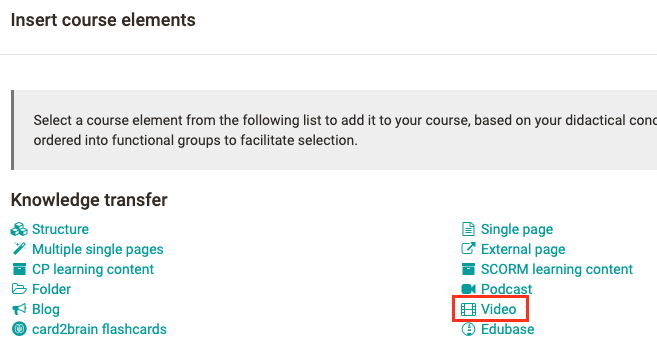 Insert course elements
Select a course element from the following list to add it to your course, based on your didactical
ordered into functional groups to facilitate selection.
Knowledge transfer
Structure
Multiple single pages
CP learning content
Folder
Blog
card2brain flashcards
Single page
External page
SCORM learning content
Podcast
Video
Edubase